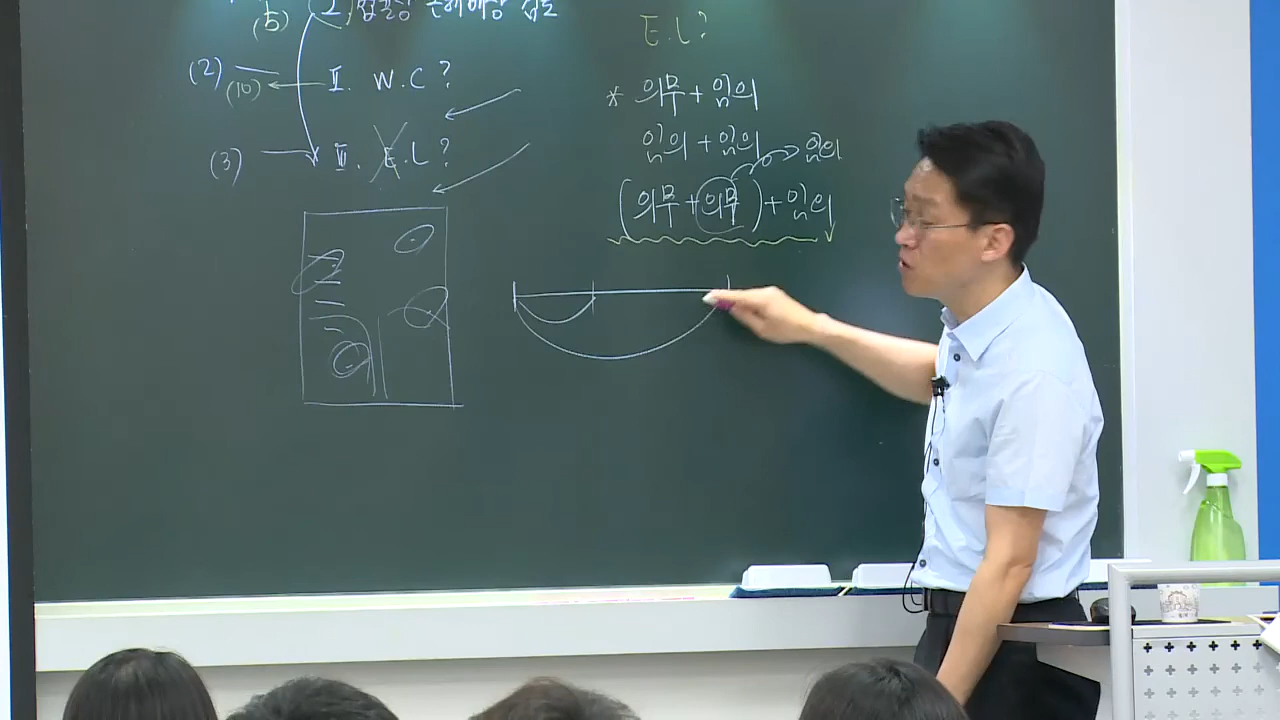 (5)
(2) II. W.C?
(10)
(3) III. E.L?
E.L?
* 의무+임의
임의+임의
임의
(의무+의무)+임의